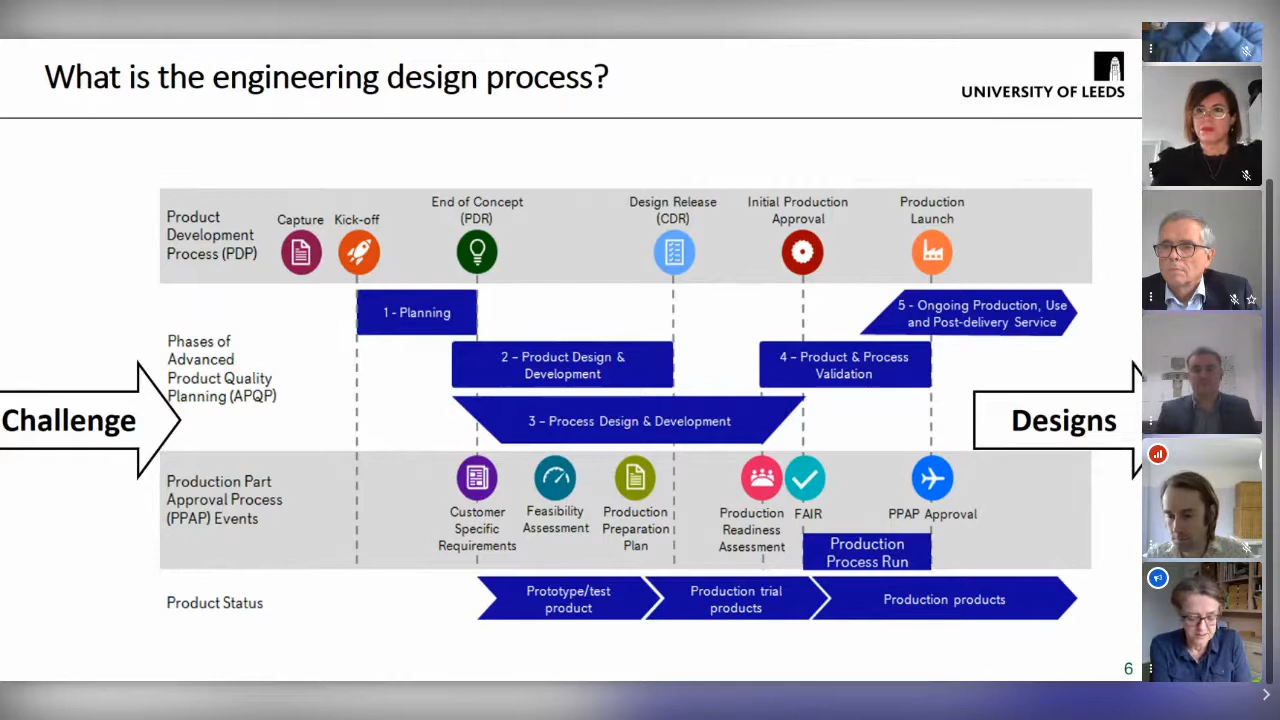 What is the engineering design process?
UNIVERSITY OF LEEDS
Product
Development
Process (PDP)
Capture
Kick-off
End of Concept
(PDR)
Design Release
(CDR)
Initial Production
Approval
Production
Launch
1 - Planning
5 - Ongoing Production, Use
and Post-delivery Service
Phases of
Advanced
Product Quality
Planning (APQP)
2 – Product Design &
Development
4 – Product & Process
Validation
Challenge
3 – Process Design & Development
Designs
Production Part
Approval Process
(PPAP) Events
Customer
Specific
Requirements
Feasibility
Assessment
Production
Preparation
Plan
Production
Readiness
Assessment
FAIR
PPAP Approval
Production
Process Run
Product Status
Prototype/test
product
Production trial
products
Production products
6